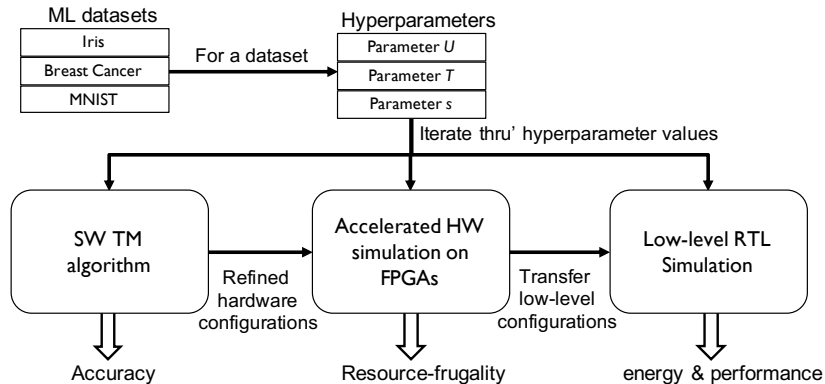 ML datasets
Iris
Breast Cancer
MNIST
For a dataset
Hyperparameters
Parameter U
Parameter T
Parameter s
Iterate thru' hyperparameter values
SW TM
algorithm
Refined
hardware
configurations
Accelerated HW
simulation on
FPGAs
Transfer
low-level
configurations
Low-level RTL
Simulation
Accuracy
Resource-frugality
energy & performance